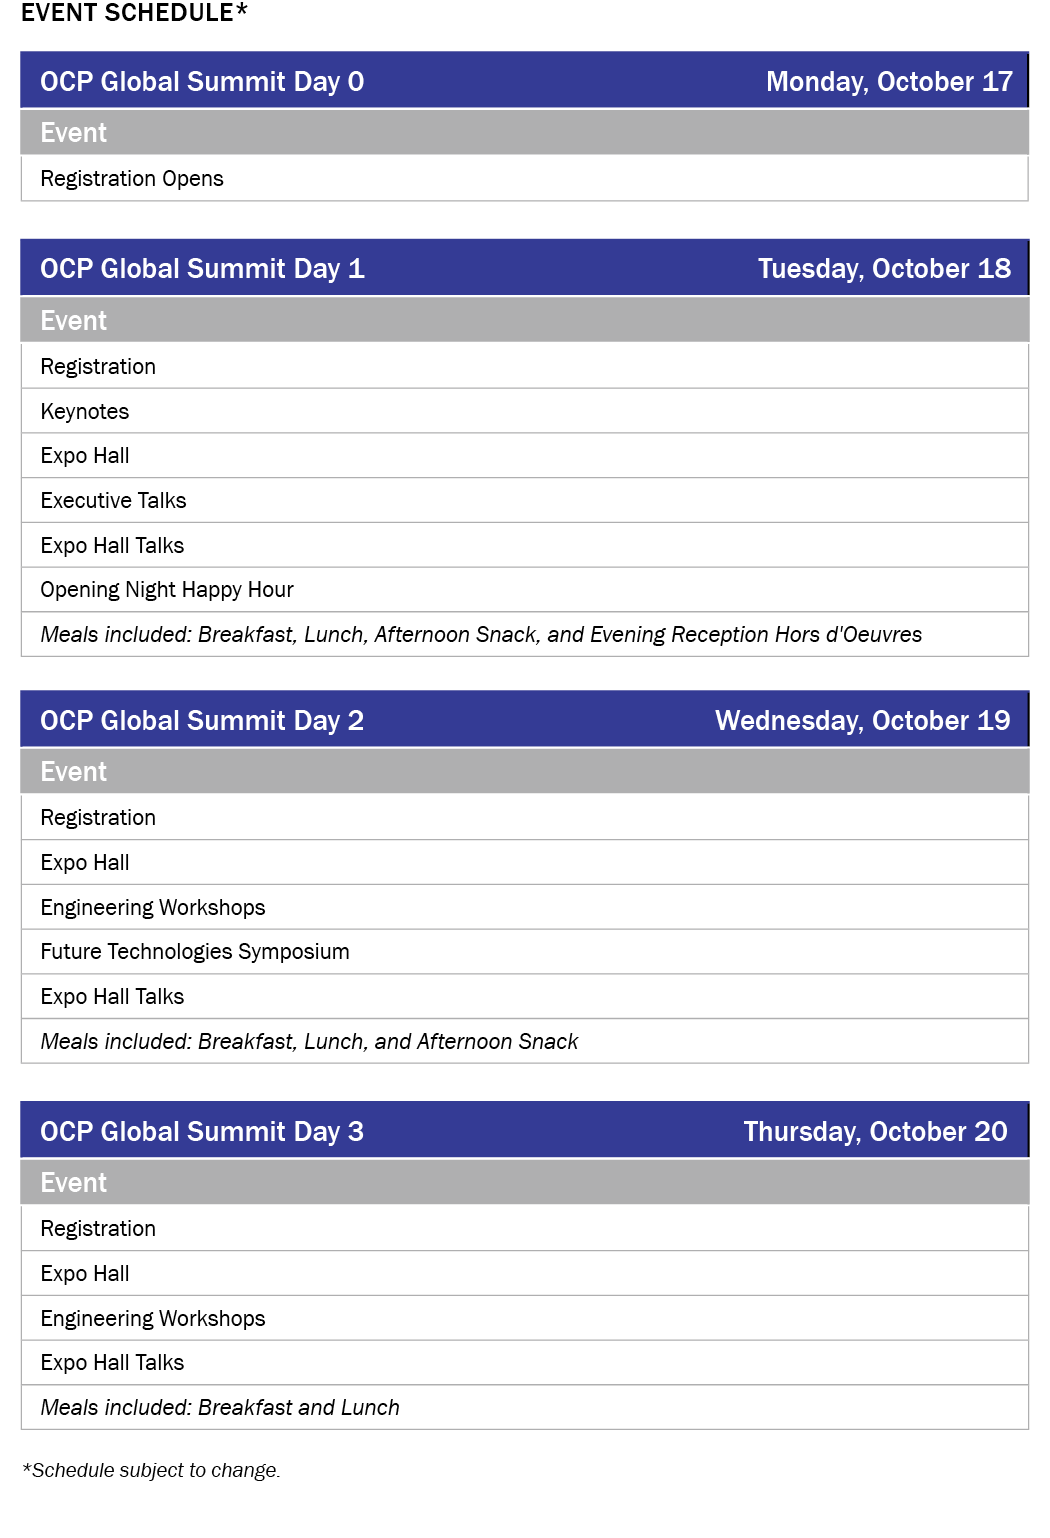 EVENT SCHEDULE*
OCP Global Summit Day 0 Monday, October 17
Event
Registration Opens
OCP Global Summit Day 1 Tuesday, October 18
Event
Registration
Keynotes
Expo Hall
Executive Talks
Expo Hall Talks
Opening Night Happy Hour
Meals included: Breakfast, Lunch, Afternoon Snack, and Evening Reception Hors d'Oeuvres
OCP Global Summit Day 2 Wednesday, October 19
Event
Registration
Expo Hall
Engineering Workshops
Future Technologies Symposium
Expo Hall Talks
Meals included: Breakfast, Lunch, and Afternoon Snack
OCP Global Summit Day 3 Thursday, October 20
Event
Registration
Expo Hall
Engineering Workshops
Expo Hall Talks
Meals included: Breakfast and Lunch
*Schedule subject to change.